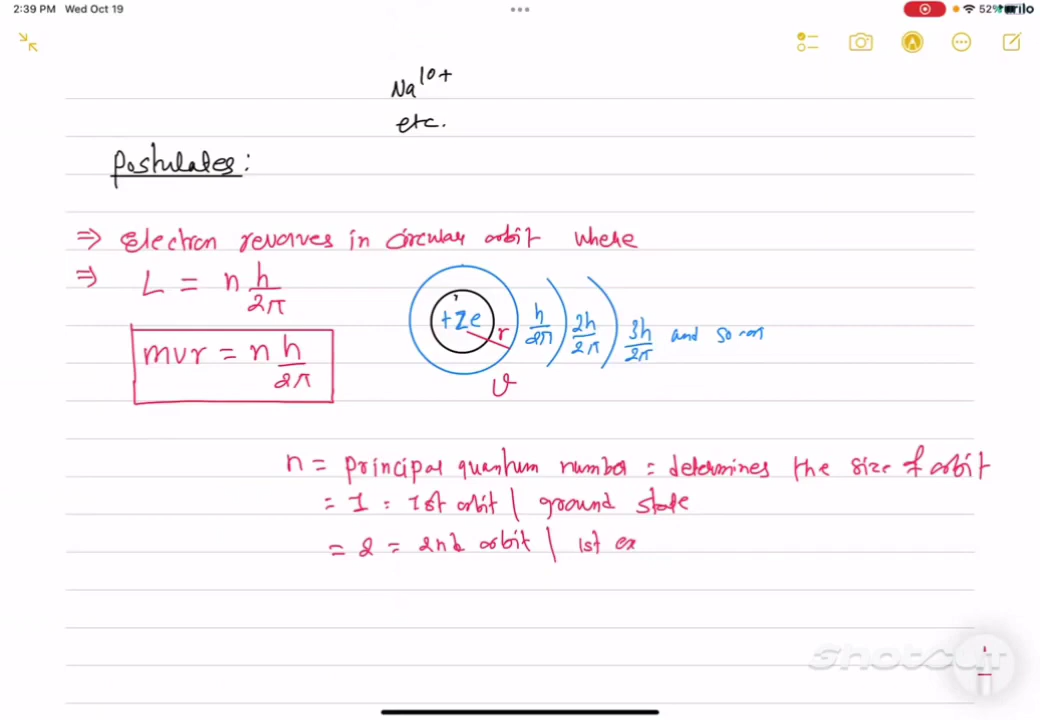 2:39 PM Wed Oct 19
52%
Na¹⁰⁺
etc.
Postulates:
⇒ Electron revolves in circular orbit where
⇒ L = n h/2π
mvr = n h/2π
+Ze r h/2π 2h/2π 3h/2π and so on
v
n = principal quantum number = determines the size of orbit
= 1 = 1st orbit | ground state
= 2 = 2nd orbit | 1st ex
shotcut